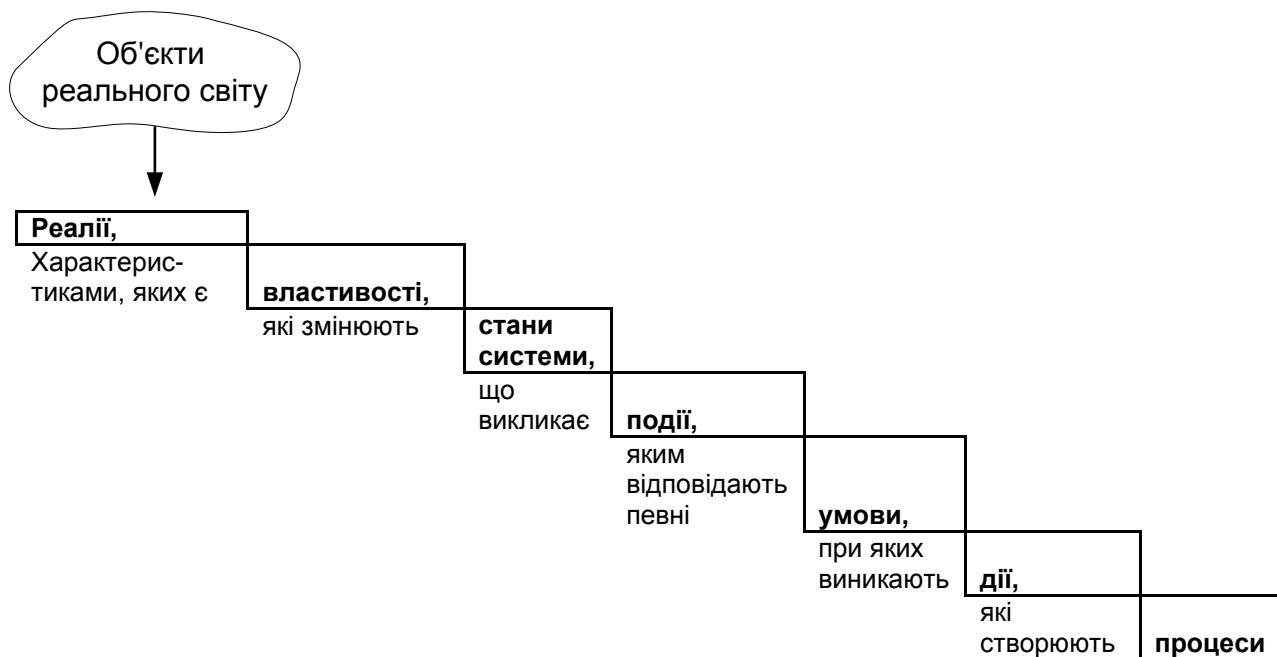 Об'єкти
реального світу
Реалії,
Характерис-
тиками, яких є
властивості,
які змінюють
стани
системи,
що
викликає
події,
яким
відповідають
певні
умови,
при яких
виникають
дії,
які
створюють
процеси